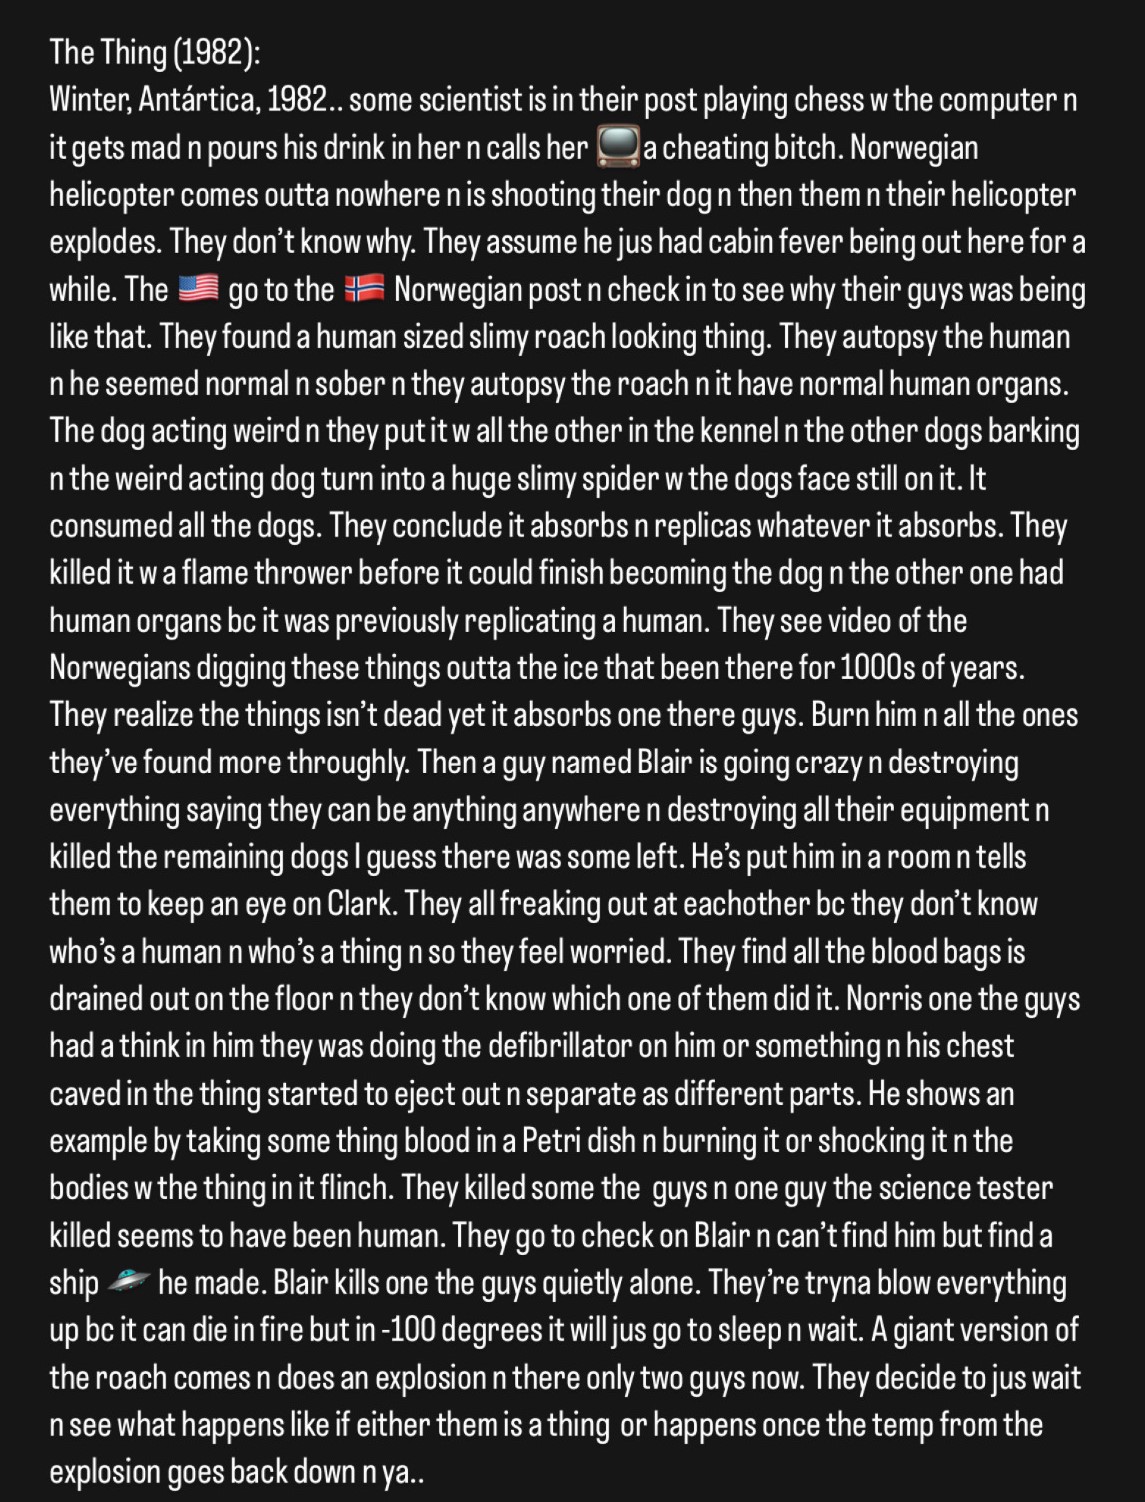 The Thing (1982):
Winter, Antártica, 1982.. some scientist is in their post playing chess w the computer n
it gets mad n pours his drink in her n calls her 📺 a cheating bitch. Norwegian
helicopter comes outta nowhere n is shooting their dog n then them n their helicopter
explodes. They don’t know why. They assume he jus had cabin fever being out here for a
while. The 🇺🇸 go to the 🇳🇴 Norwegian post n check in to see why their guys was being
like that. They found a human sized slimy roach looking thing. They autopsy the human
n he seemed normal n sober n they autopsy the roach n it have normal human organs.
The dog acting weird n they put it w all the other in the kennel n the other dogs barking
n the weird acting dog turn into a huge slimy spider w the dogs face still on it. It
consumed all the dogs. They conclude it absorbs n replicas whatever it absorbs. They
killed it w a flame thrower before it could finish becoming the dog n the other one had
human organs bc it was previously replicating a human. They see video of the
Norwegians digging these things outta the ice that been there for 1000s of years.
They realize the things isn’t dead yet it absorbs one there guys. Burn him n all the ones
they’ve found more throughly. Then a guy named Blair is going crazy n destroying
everything saying they can be anything anywhere n destroying all their equipment n
killed the remaining dogs I guess there was some left. He’s put him in a room n tells
them to keep an eye on Clark. They all freaking out at eachother bc they don’t know
who’s a human n who’s a thing n so they feel worried. They find all the blood bags is
drained out on the floor n they don’t know which one of them did it. Norris one the guys
had a think in him they was doing the defibrillator on him or something n his chest
caved in the thing started to eject out n separate as different parts. He shows an
example by taking some thing blood in a Petri dish n burning it or shocking it n the
bodies w the thing in it flinch. They killed some the  guys n one guy the science tester
killed seems to have been human. They go to check on Blair n can’t find him but find a
ship 🛸 he made. Blair kills one the guys quietly alone. They’re tryna blow everything
up bc it can die in fire but in -100 degrees it will jus go to sleep n wait. A giant version of
the roach comes n does an explosion n there only two guys now. They decide to jus wait
n see what happens like if either them is a thing  or happens once the temp from the
explosion goes back down n ya..